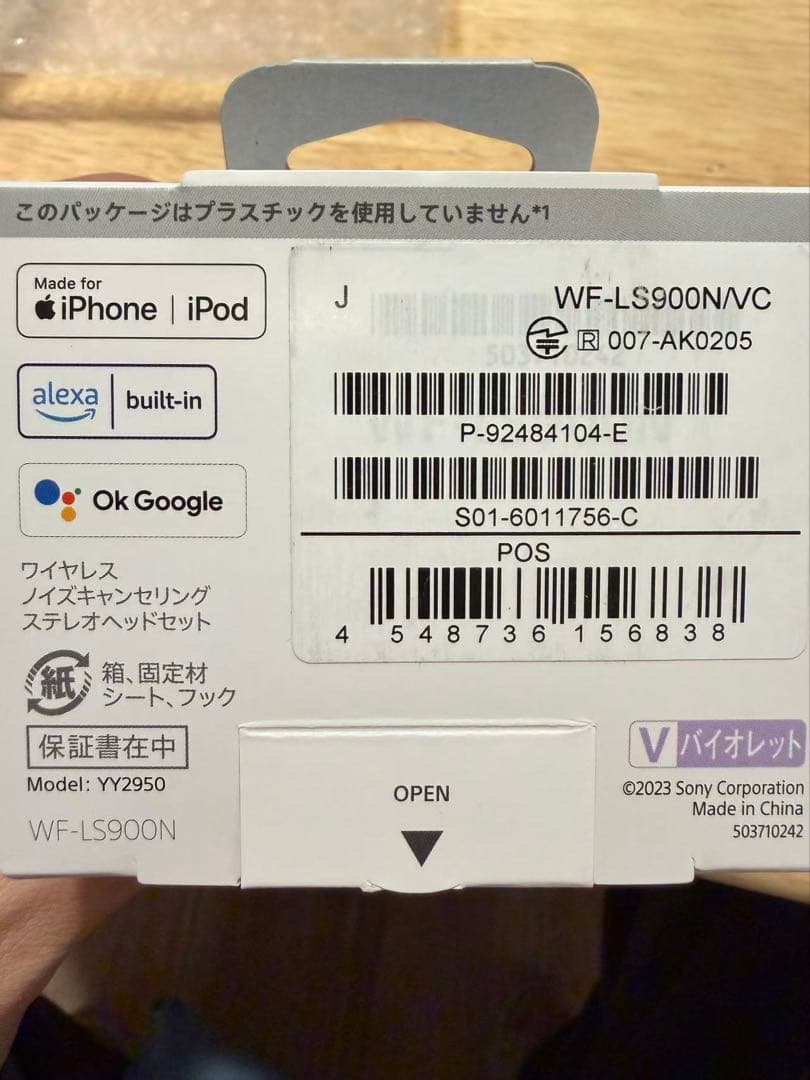 このパッケージはプラスチックを使用していません*1
Made for
iPhone | iPod
alexa | built-in
Ok Google
ワイヤレス
ノイズキャンセリング
ステレオヘッドセット
紙
箱、固定材
シート、フック
保証書在中
Model: YY2950
WF-LS900N
J WF-LS900N/VC
R 007-AK0205
P-92484104-E
S01-6011756-C
POS
4 548736 156838
OPEN
V バイオレット
©2023 Sony Corporation
Made in China
503710242